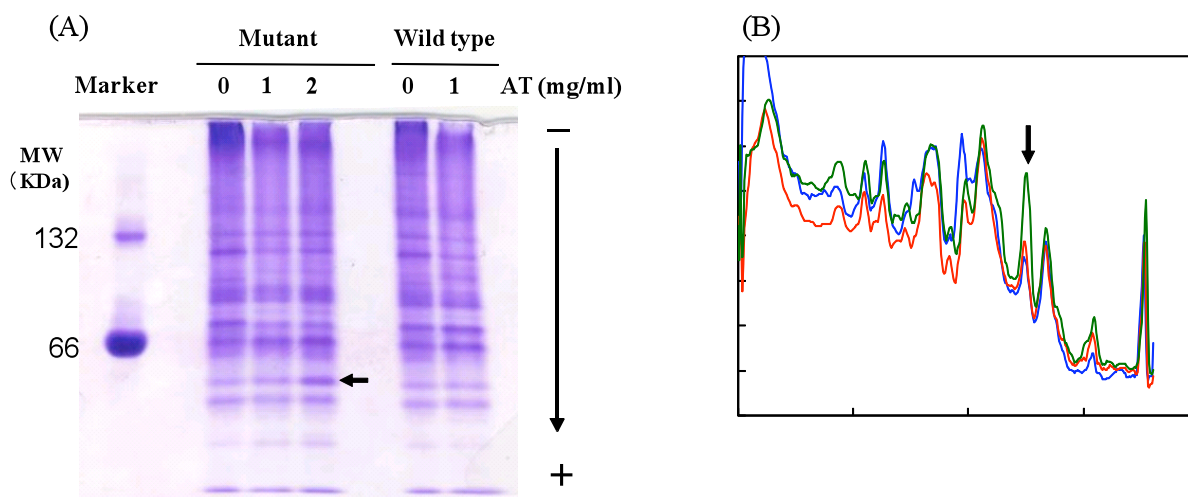 (A)
Mutant
Wild type
Marker
0 1 2
0 1
AT (mg/ml)
MW
(KDa)
132
66
−
+
(B)